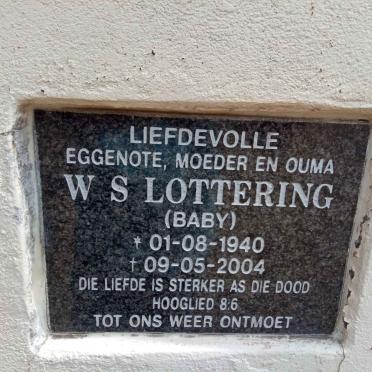 LIEFDEVOLLE
EGGENOTE, MOEDER EN OUMA
W S LOTTERING
(BABY)
* 01-08-1940
† 09-05-2004
DIE LIEFDE IS STERKER AS DIE DOOD
HOOGLIED 8:6
TOT ONS WEER ONTMOET